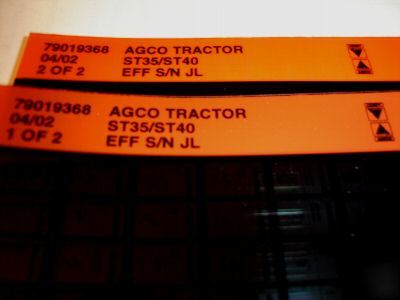 79019368 AGCO TRACTOR
04/02 ST35/ST40
2 OF 2 EFF S/N JL
79019368 AGCO TRACTOR
04/02 ST35/ST40
1 OF 2 EFF S/N JL